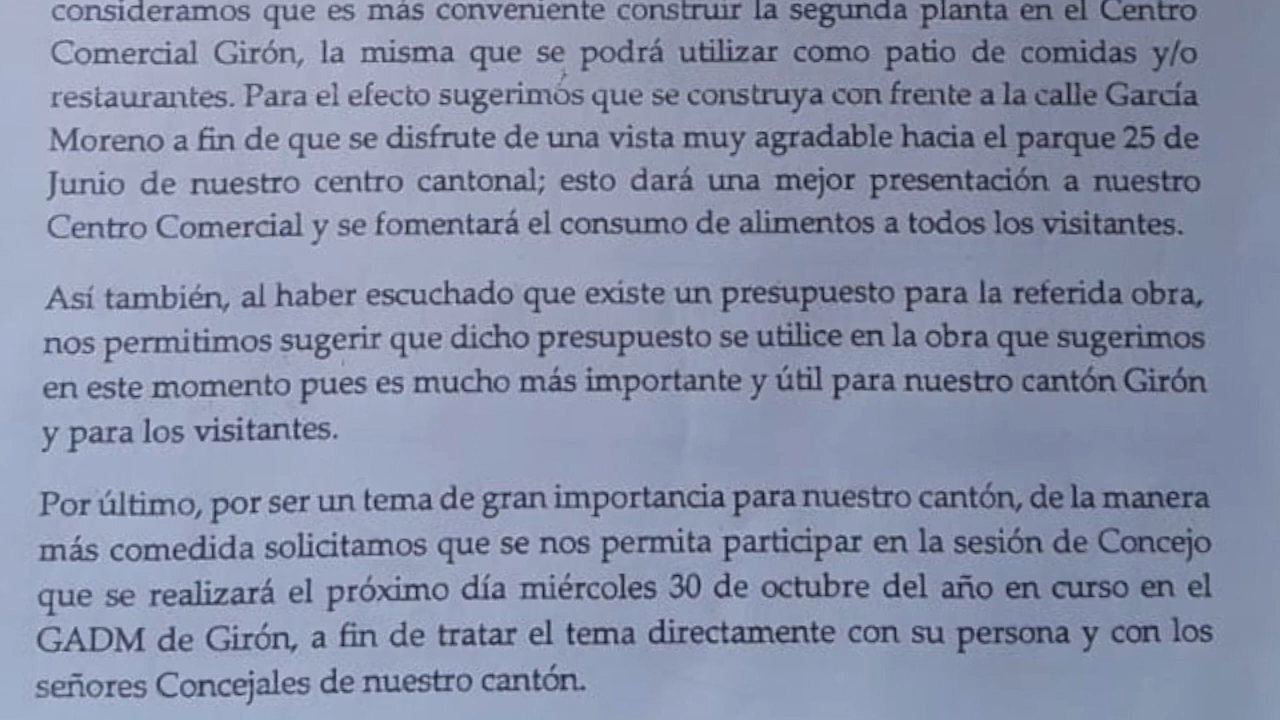 consideramos que es más conveniente construir la segunda planta en el Centro
Comercial Girón, la misma que se podrá utilizar como patio de comidas y/o
restaurantes. Para el efecto sugerimos que se construya con frente a la calle García
Moreno a fin de que se disfrute de una vista muy agradable hacia el parque 25 de
Junio de nuestro centro cantonal; esto dará una mejor presentación a nuestro
Centro Comercial y se fomentará el consumo de alimentos a todos los visitantes.
Así también, al haber escuchado que existe un presupuesto para la referida obra,
nos permitimos sugerir que dicho presupuesto se utilice en la obra que sugerimos
en este momento pues es mucho más importante y útil para nuestro cantón Girón
y para los visitantes.
Por último, por ser un tema de gran importancia para nuestro cantón, de la manera
más comedida solicitamos que se nos permita participar en la sesión de Concejo
que se realizará el próximo día miércoles 30 de octubre del año en curso en el
GADM de Girón, a fin de tratar el tema directamente con su persona y con los
señores Concejales de nuestro cantón.